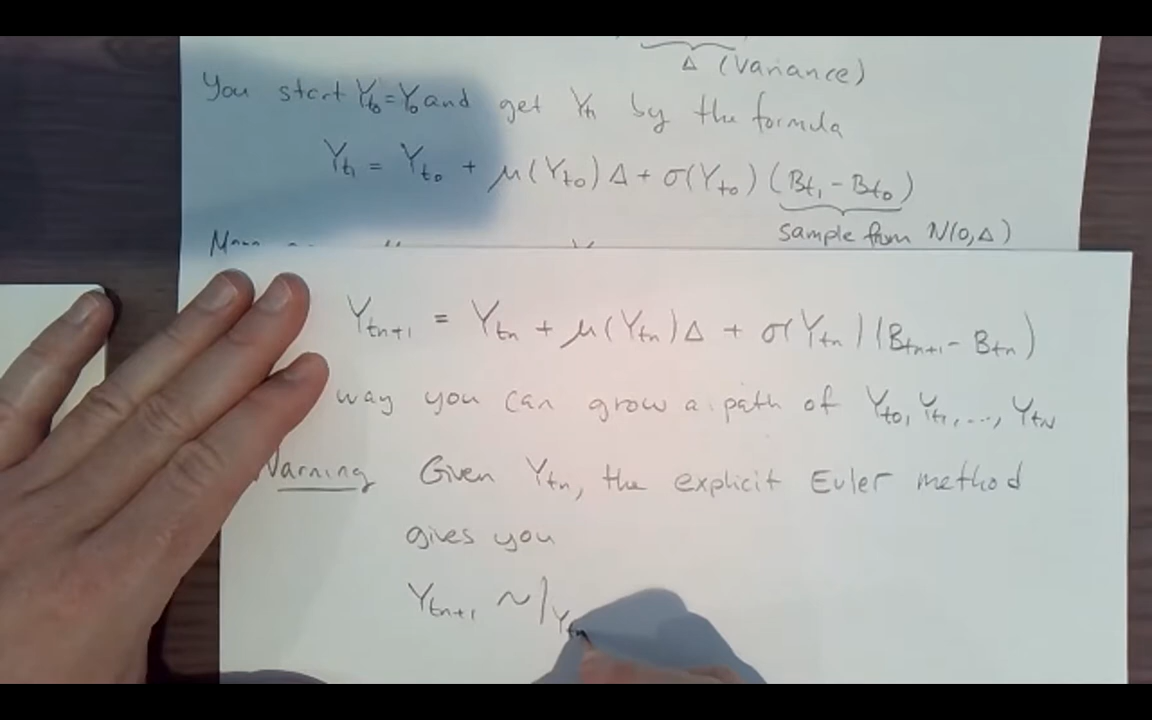 Δ (Variance)
You start Y_{t_0} = Y_0 and get Y_{t_1} by the formula
Y_{t_1} = Y_{t_0} + μ(Y_{t_0}) Δ + σ(Y_{t_0}) (B_{t_1} - B_{t_0})
sample from N(0,Δ)
Y_{t_{n+1}} = Y_{t_n} + μ(Y_{t_n}) Δ + σ(Y_{t_n}) (B_{t_{n+1}} - B_{t_n})
way you can grow a path of Y_{t_0}, Y_{t_1}, ..., Y_{t_N}
Warning Given Y_{t_n}, the explicit Euler method
gives you
Y_{t_{n+1}} ~ |_{Y_{t_n}}